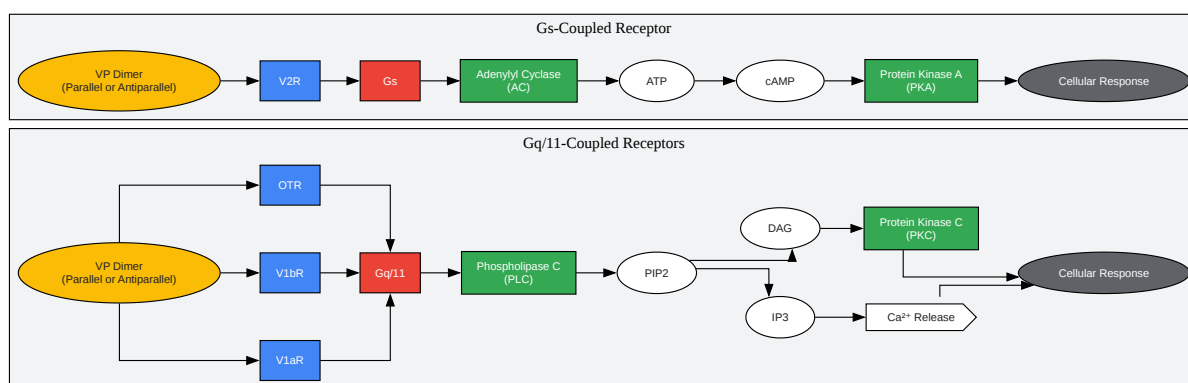 Gs-Coupled Receptor
VP Dimer
(Parallel or Antiparallel)
V2R
Gs
Adenylyl Cyclase
(AC)
ATP
cAMP
Protein Kinase A
(PKA)
Cellular Response
Gq/11-Coupled Receptors
OTR
VP Dimer
(Parallel or Antiparallel)
V1bR
V1aR
Gq/11
Phospholipase C
(PLC)
PIP2
DAG
Protein Kinase C
(PKC)
IP3
Ca²⁺ Release
Cellular Response